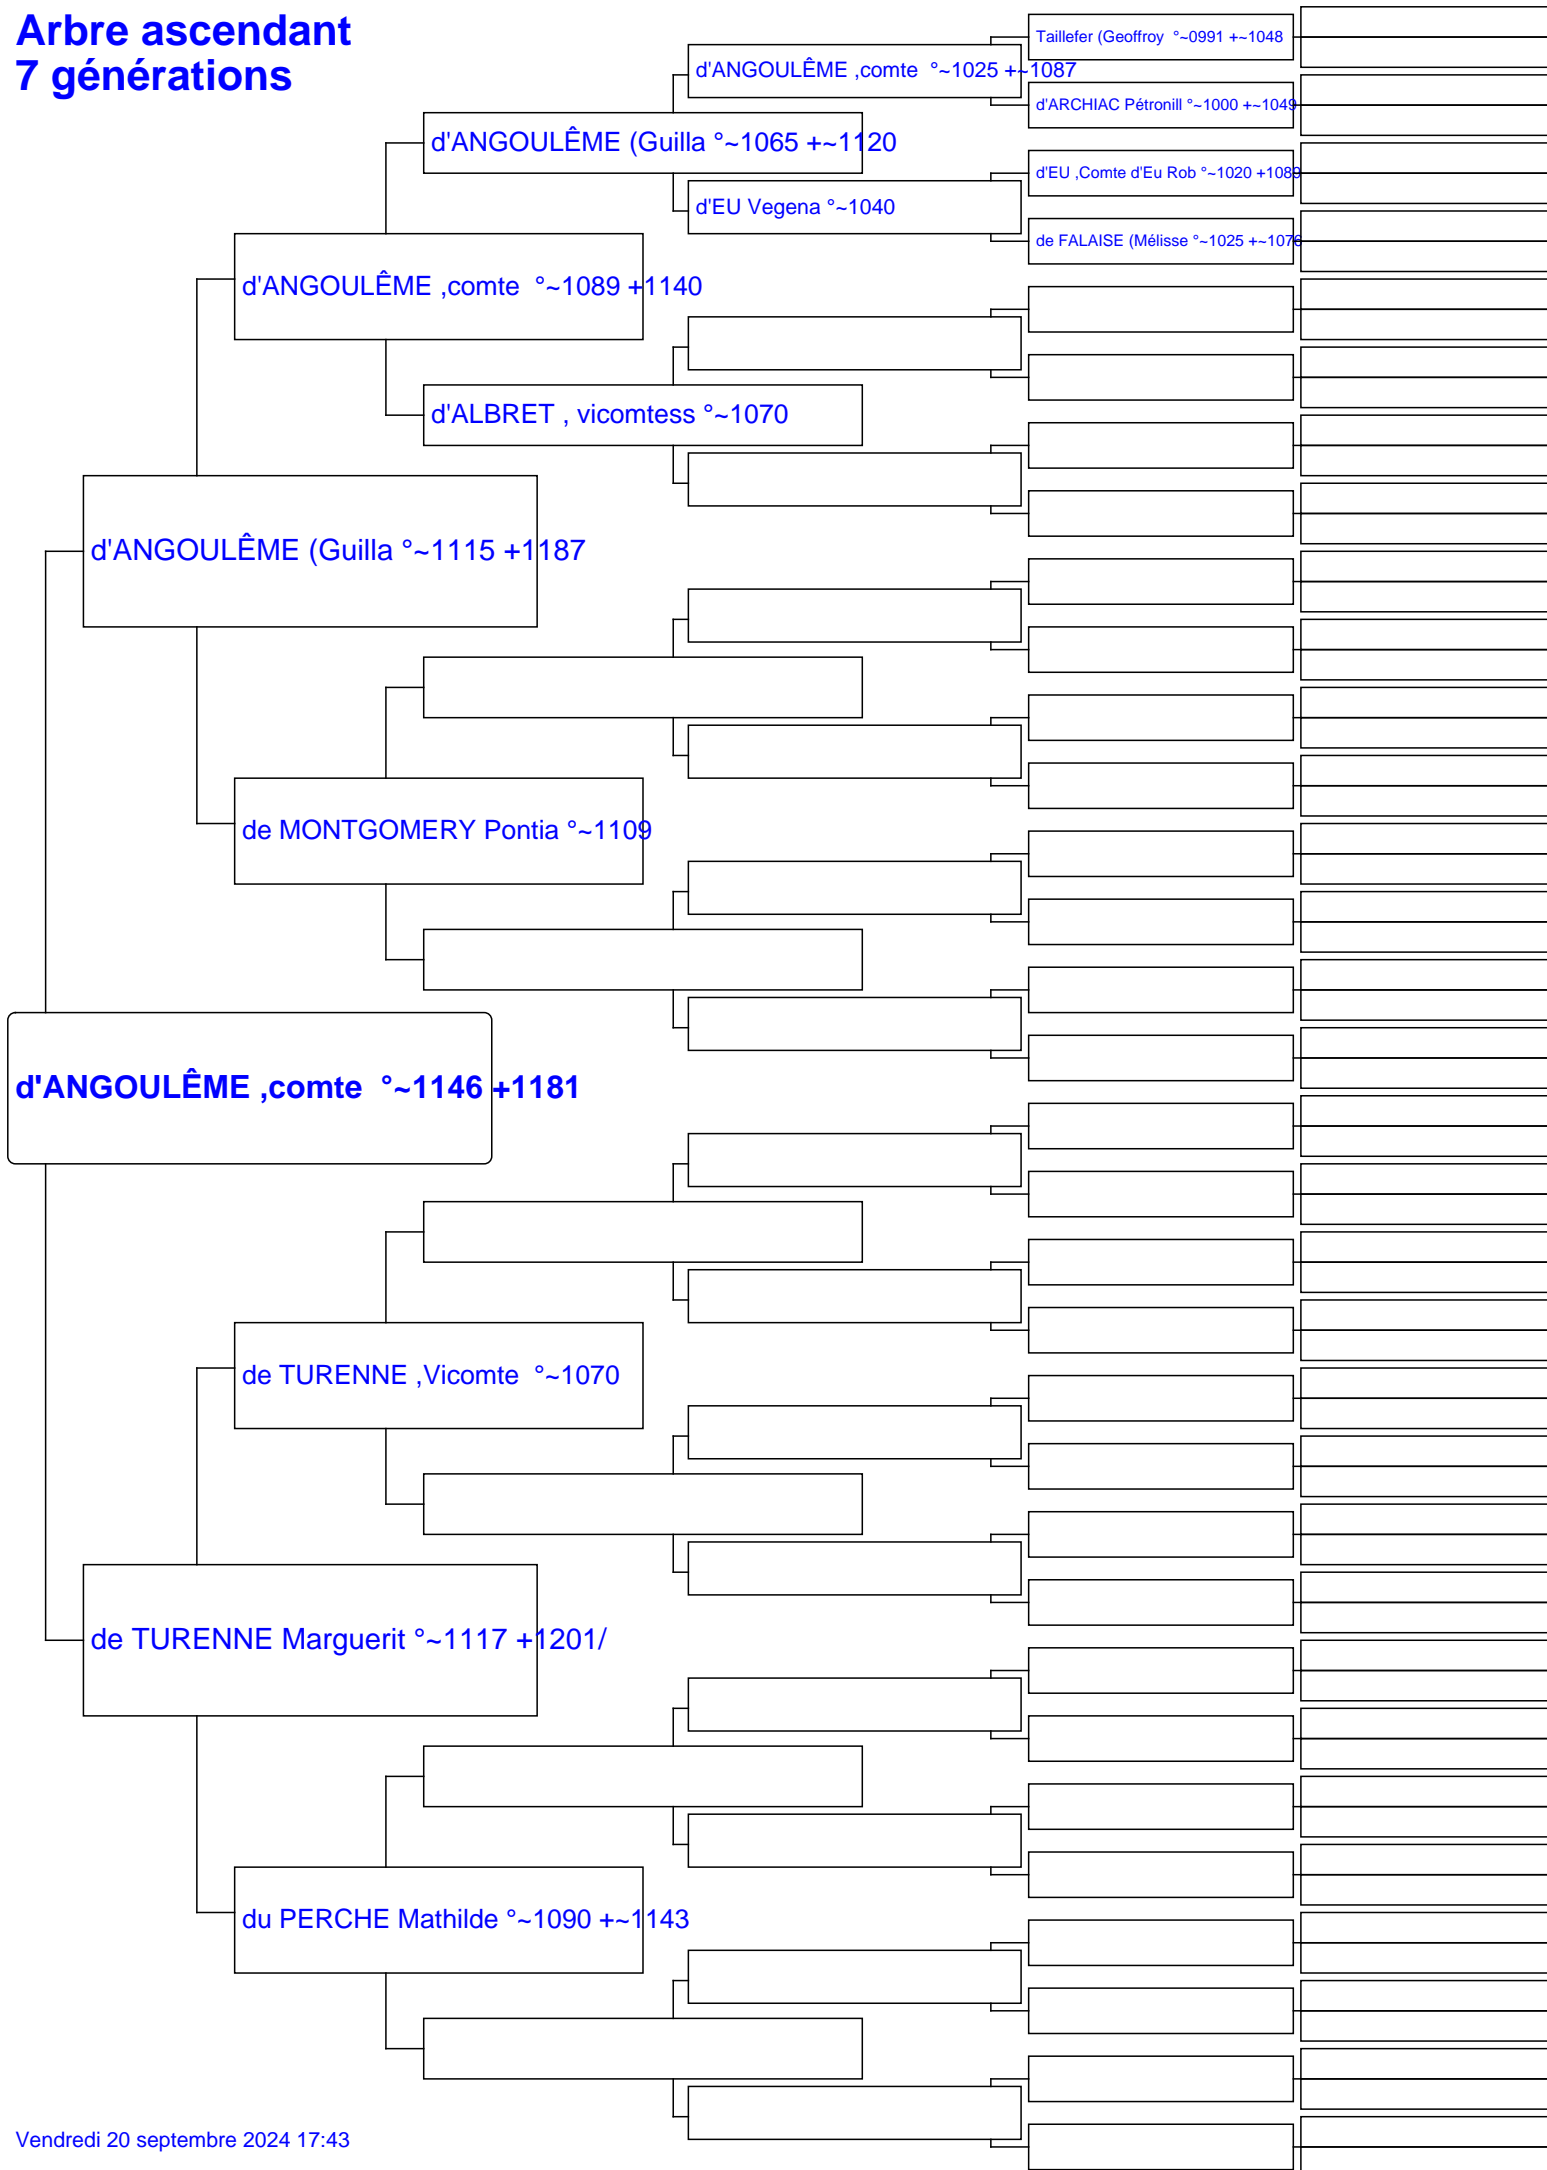 Arbre ascendant
7 générations
Taillefer (Geoffroy °~0991 +~1048
d'ANGOULÊME ,comte °~1025 +~1087
d'ARCHIAC Pétronill °~1000 +~1049
d'ANGOULÊME (Guilla °~1065 +~1120
d'EU ,Comte d'Eu Rob °~1020 +1089
d'EU Vegena °~1040
de FALAISE (Mélisse °~1025 +~1076
d'ANGOULÊME ,comte °~1089 +1140
d'ALBRET , vicomtess °~1070
d'ANGOULÊME (Guilla °~1115 +1187
de MONTGOMERY Pontia °~1109
d'ANGOULÊME ,comte °~1146 +1181
de TURENNE ,Vicomte °~1070
de TURENNE Marguerit °~1117 +1201/
du PERCHE Mathilde °~1090 +~1143
Vendredi 20 septembre 2024 17:43